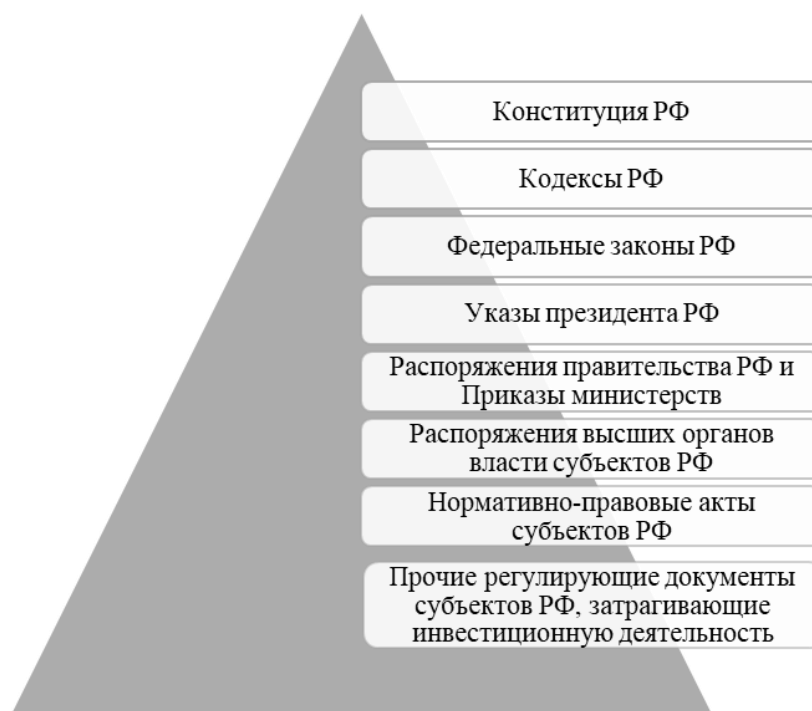 Конституция РФ
Кодексы РФ
Федеральные законы РФ
Указы президента РФ
Распоряжения правительства РФ и
Приказы министерств
Распоряжения высших органов
власти субъектов РФ
Нормативно-правовые акты
субъектов РФ
Прочие регулирующие документы
субъектов РФ, затрагивающие
инвестиционную деятельность